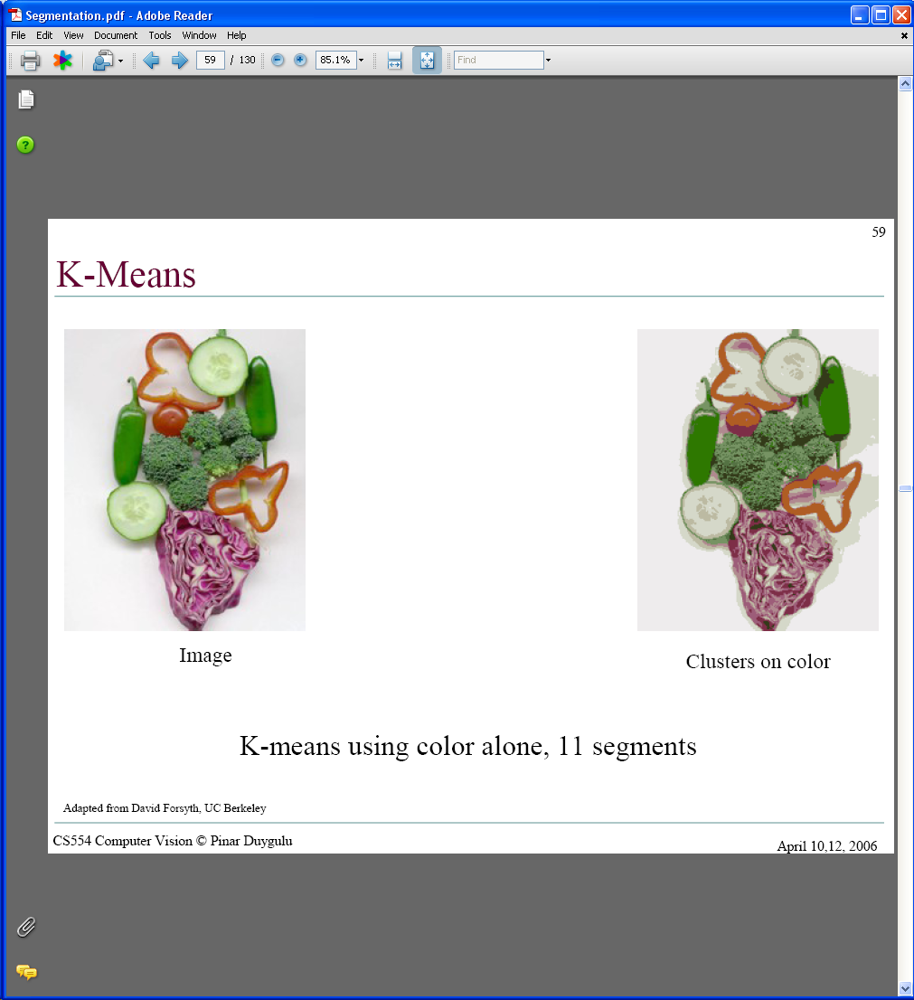 Segmentation.pdf - Adobe Reader
File Edit View Document Tools Window Help
59 / 130 85.1% Find
59
K-Means
Image
Clusters on color
K-means using color alone, 11 segments
Adapted from David Forsyth, UC Berkeley
CS554 Computer Vision © Pinar Duygulu
April 10,12, 2006